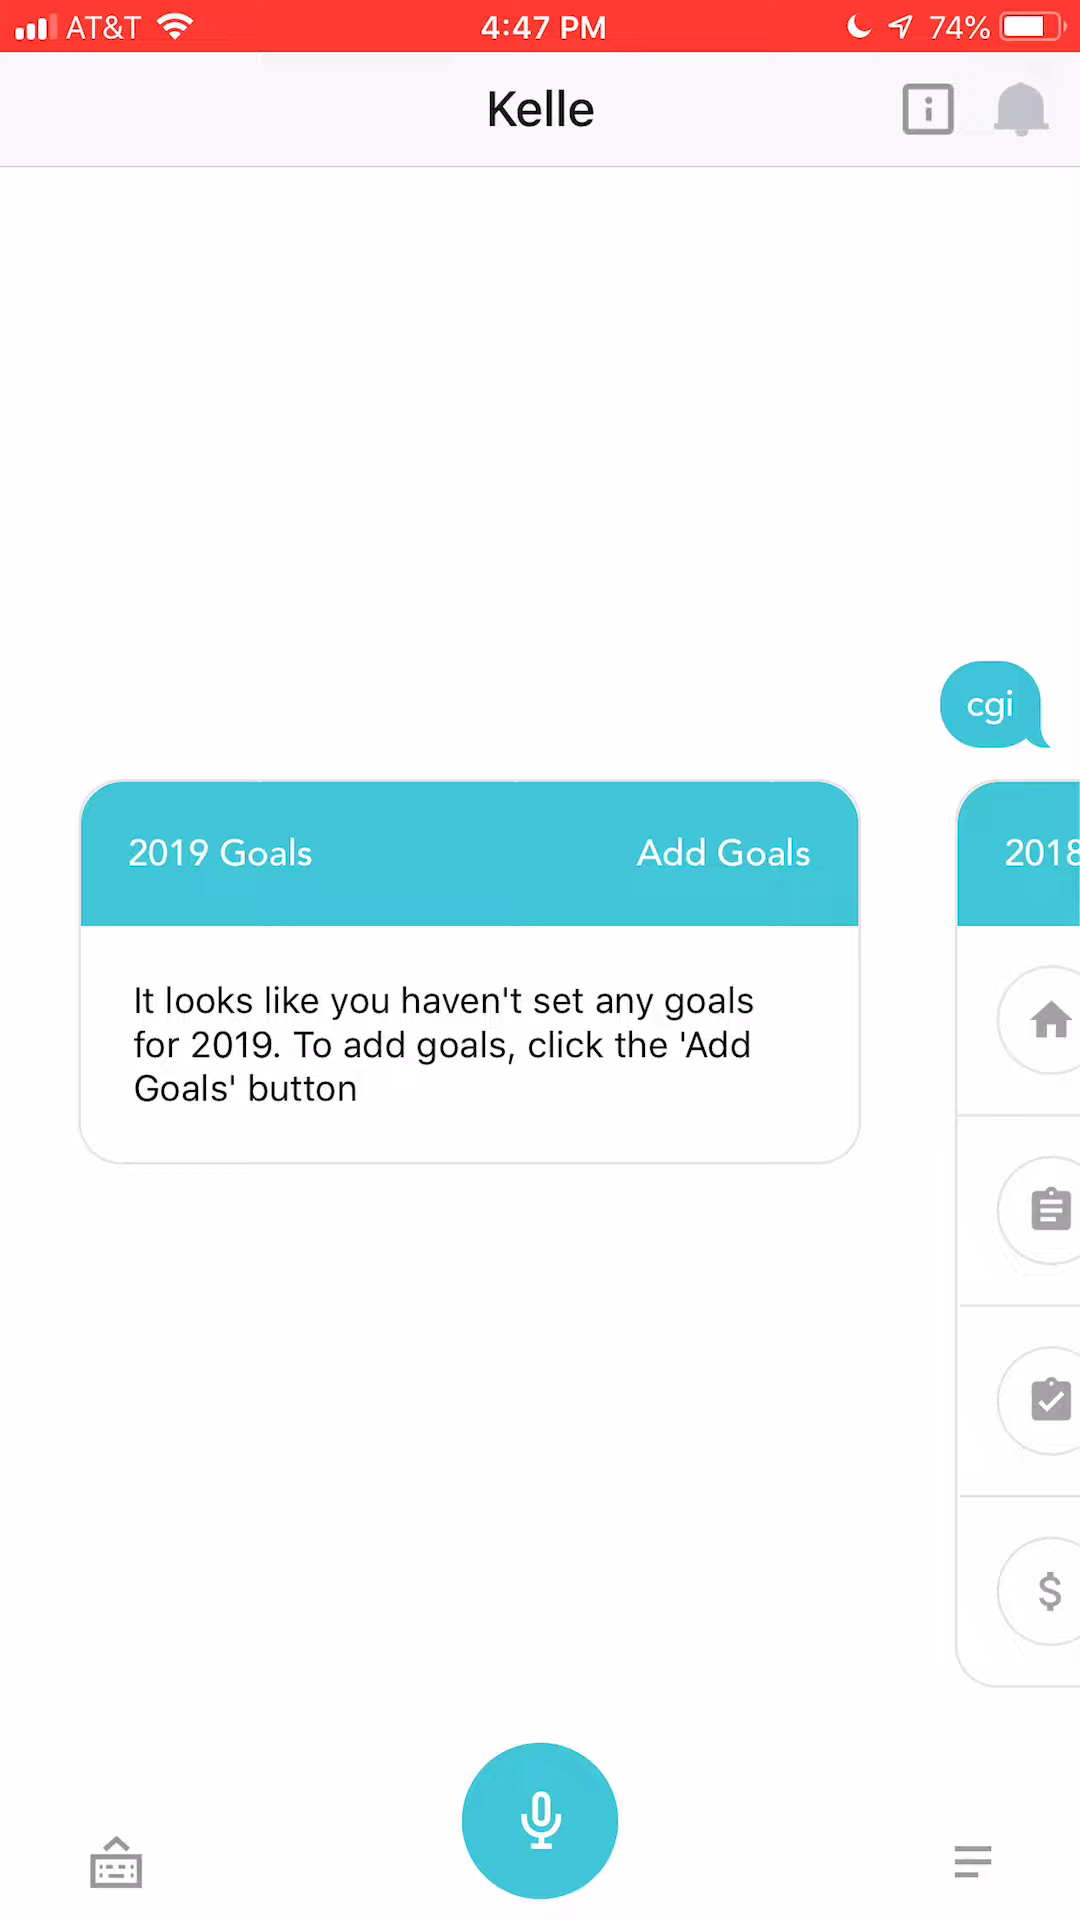 AT&T 4:47 PM 74%
Kelle
cgi
2019 Goals Add Goals 2018
It looks like you haven't set any goals
for 2019. To add goals, click the 'Add
Goals' button
$